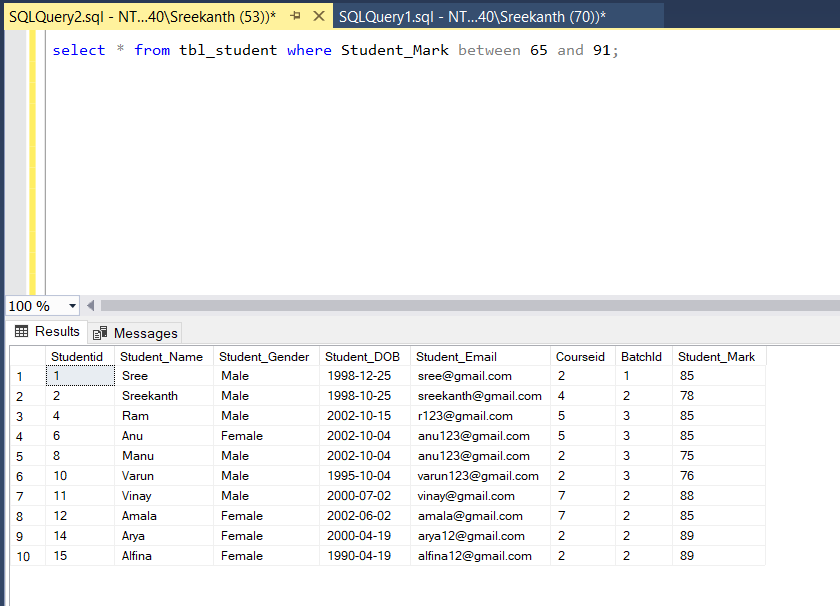 SQLQuery2.sql - NT...40\Sreekanth (53))* SQLQuery1.sql - NT...40\Sreekanth (70))*
select * from tbl_student where Student_Mark between 65 and 91;
100 %
Results Messages
Studentid Student_Name Student_Gender Student_DOB Student_Email Courseid BatchId Student_Mark
1 1 Sree Male 1998-12-25 sree@gmail.com 2 1 85
2 2 Sreekanth Male 1998-10-25 sreekanth@gmail.com 4 2 78
3 4 Ram Male 2002-10-15 r123@gmail.com 5 3 85
4 6 Anu Female 2002-10-04 anu123@gmail.com 5 3 85
5 8 Manu Male 2002-10-04 anu123@gmail.com 2 3 75
6 10 Varun Male 1995-10-04 varun123@gmail.com 2 3 76
7 11 Vinay Male 2000-07-02 vinay@gmail.com 7 2 88
8 12 Amala Female 2002-06-02 amala@gmail.com 7 2 85
9 14 Arya Female 2000-04-19 arya12@gmail.com 2 2 89
10 15 Alfina Female 1990-04-19 alfina12@gmail.com 2 2 89